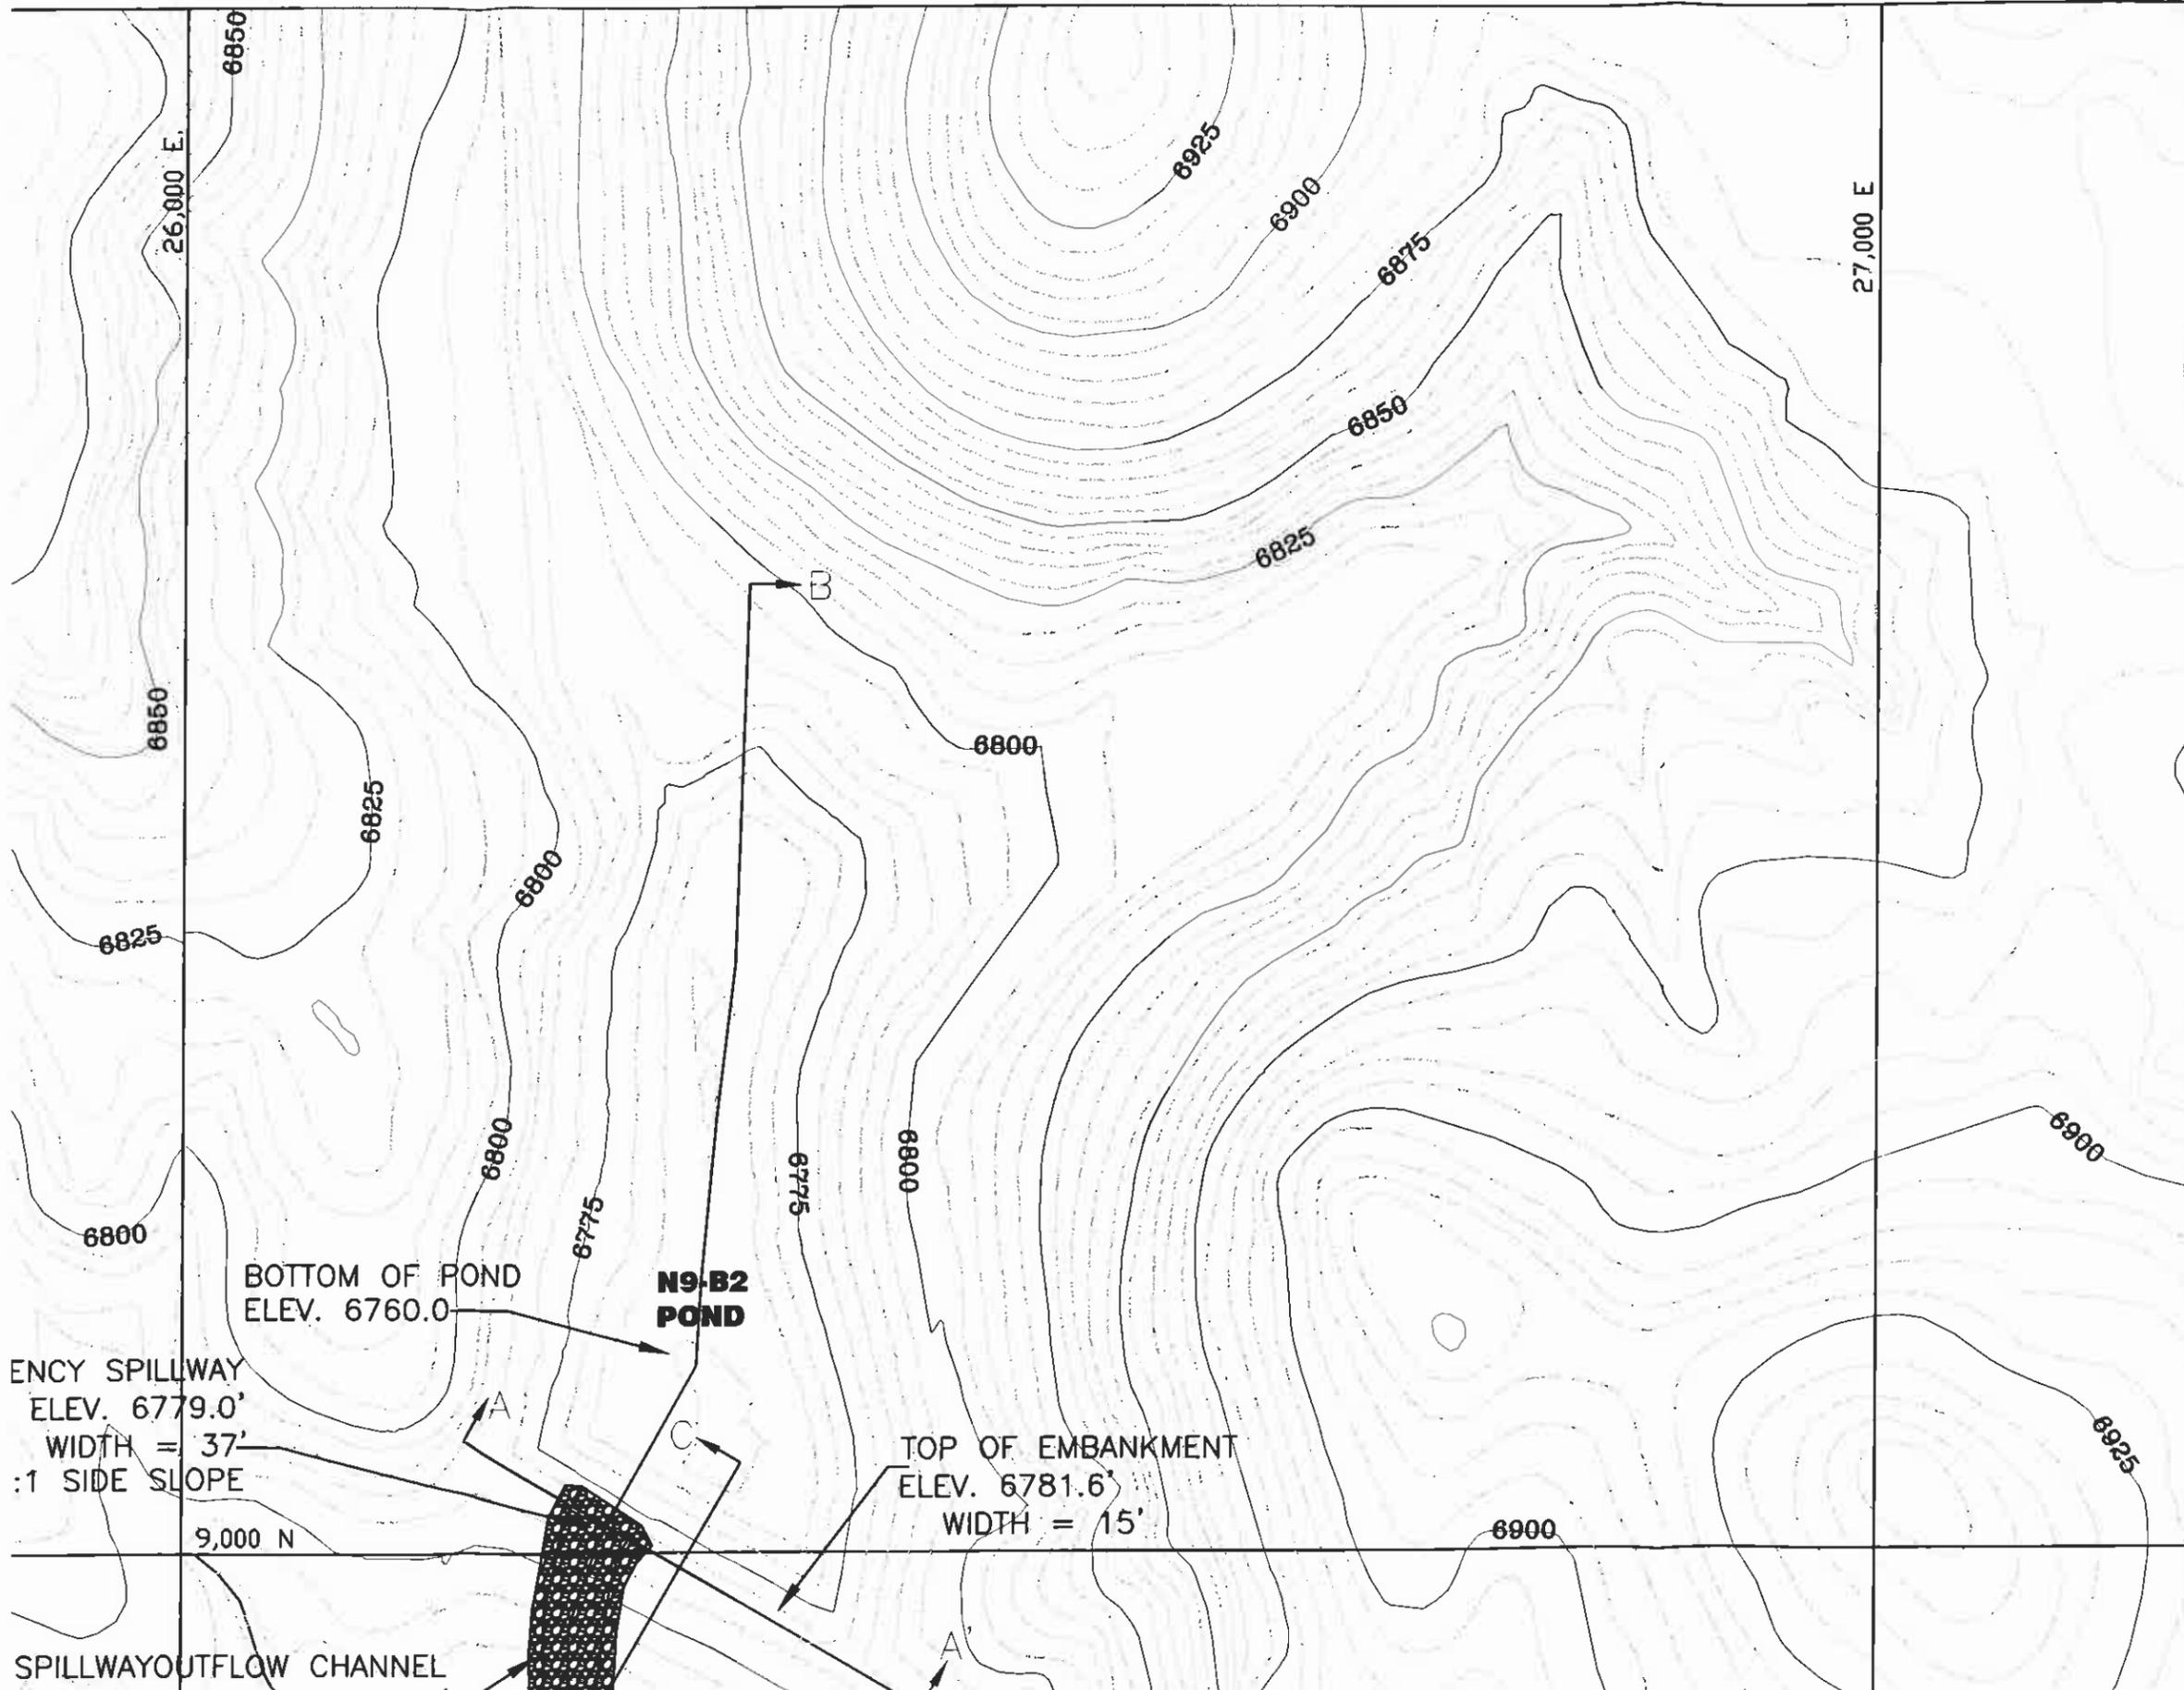 6850
26,000 E.
6925
6900
27,000 E
6875
6850
6825
B
6850
6800
6825
6800
6825
6900
6800
6800
6775
6775
6800
BOTTOM OF POND
ELEV. 6760.0
N9-B2
POND
ENCY SPILLWAY
ELEV. 6779.0'
WIDTH = 37'
:1 SIDE SLOPE
A
C
TOP OF EMBANKMENT
ELEV. 6781.6'
WIDTH = 15'
6925
9,000 N
6900
A'
SPILLWAYOUTFLOW CHANNEL